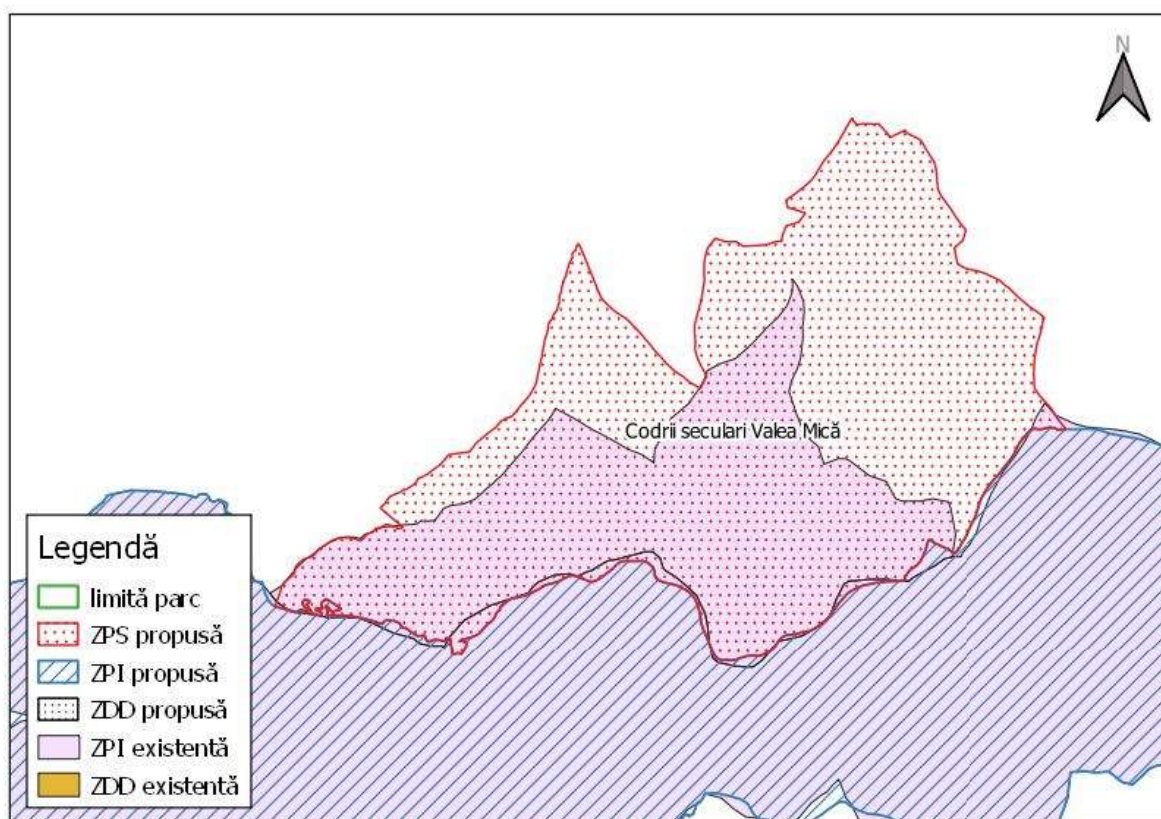 N
Codrii seculari Valea Mică
Legendă
limită parc
ZPS propusă
ZPI propusă
ZDD propusă
ZPI existentă
ZDD existentă